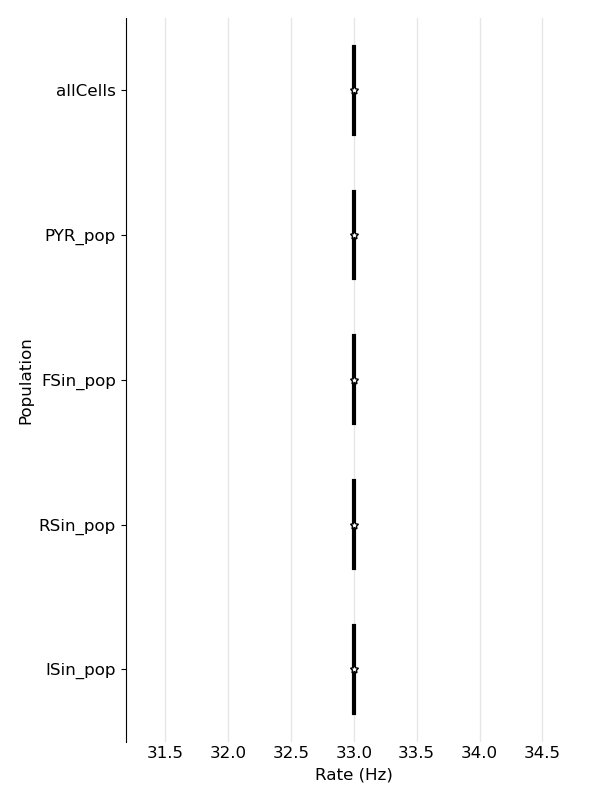 allCells
PYR_pop
FSin_pop
RSin_pop
ISin_pop
Population
31.5 32.0 32.5 33.0 33.5 34.0 34.5
Rate (Hz)